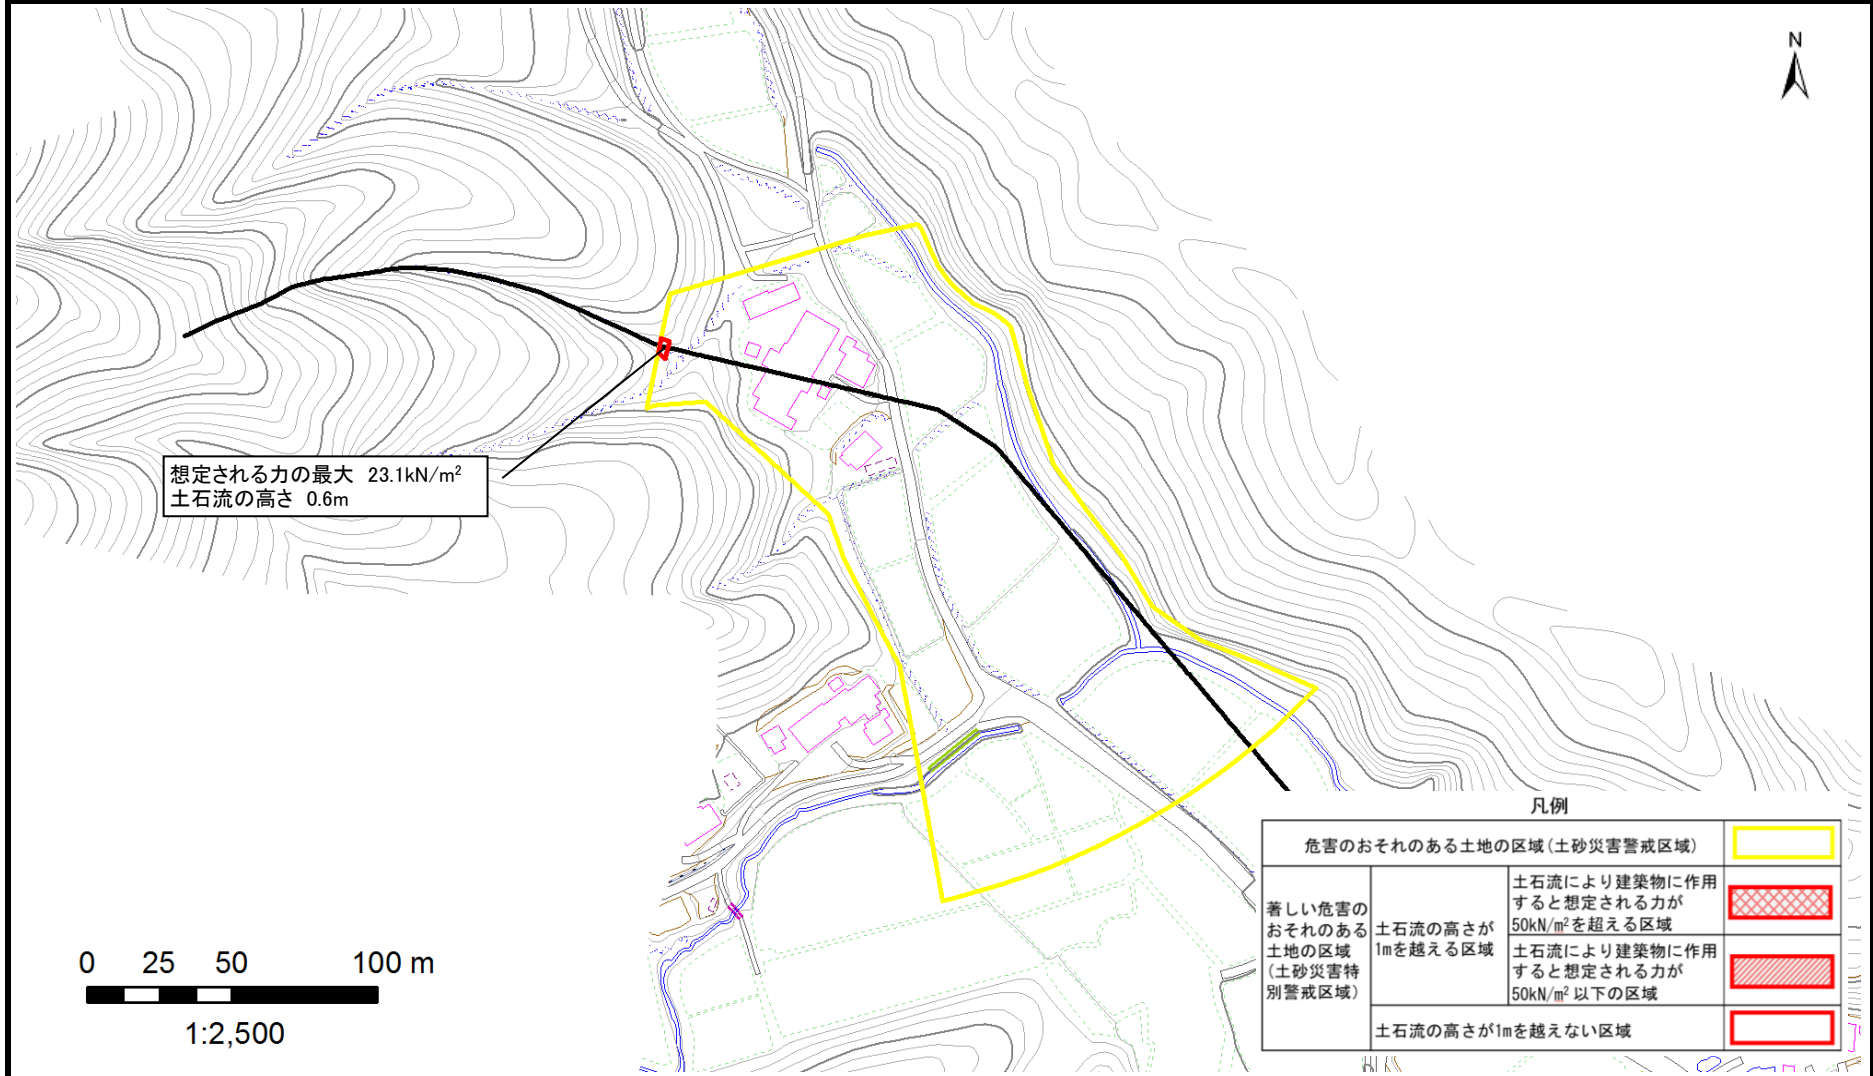 N
想定される力の最大 23.1kN/m²
土石流の高さ 0.6m
0 25 50 100 m
1:2,500
凡例
危害のおそれのある土地の区域(土砂災害警戒区域)
著しい危害の
おそれのある
土地の区域
(土砂災害特
別警戒区域)
土石流の高さが
1mを越える区域
土石流により建築物に作用
すると想定される力が
50kN/m²を超える区域
土石流により建築物に作用
すると想定される力が
50kN/m² 以下の区域
土石流の高さが1mを越えない区域